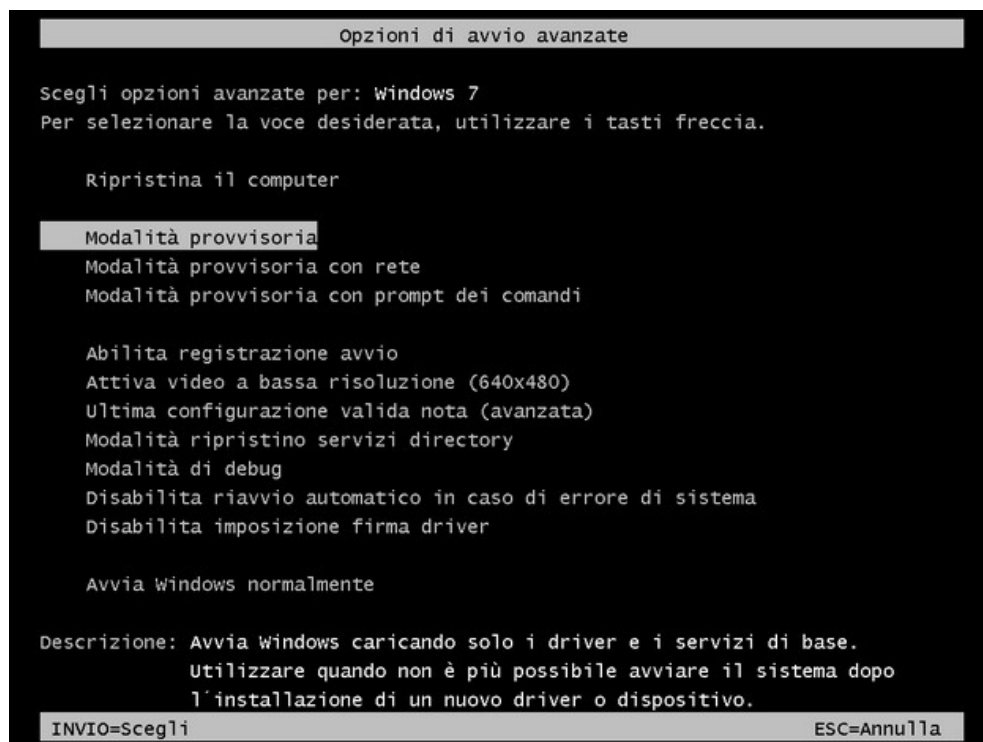 Opzioni di avvio avanzate
Scegli opzioni avanzate per: Windows 7
Per selezionare la voce desiderata, utilizzare i tasti freccia.
Ripristina il computer
Modalità provvisoria
Modalità provvisoria con rete
Modalità provvisoria con prompt dei comandi
Abilita registrazione avvio
Attiva video a bassa risoluzione (640x480)
Ultima configurazione valida nota (avanzata)
Modalità ripristino servizi directory
Modalità di debug
Disabilita riavvio automatico in caso di errore di sistema
Disabilita imposizione firma driver
Avvia Windows normalmente
Descrizione: Avvia Windows caricando solo i driver e i servizi di base.
Utilizzare quando non è più possibile avviare il sistema dopo
l´installazione di un nuovo driver o dispositivo.
INVIO=Scegli ESC=Annulla